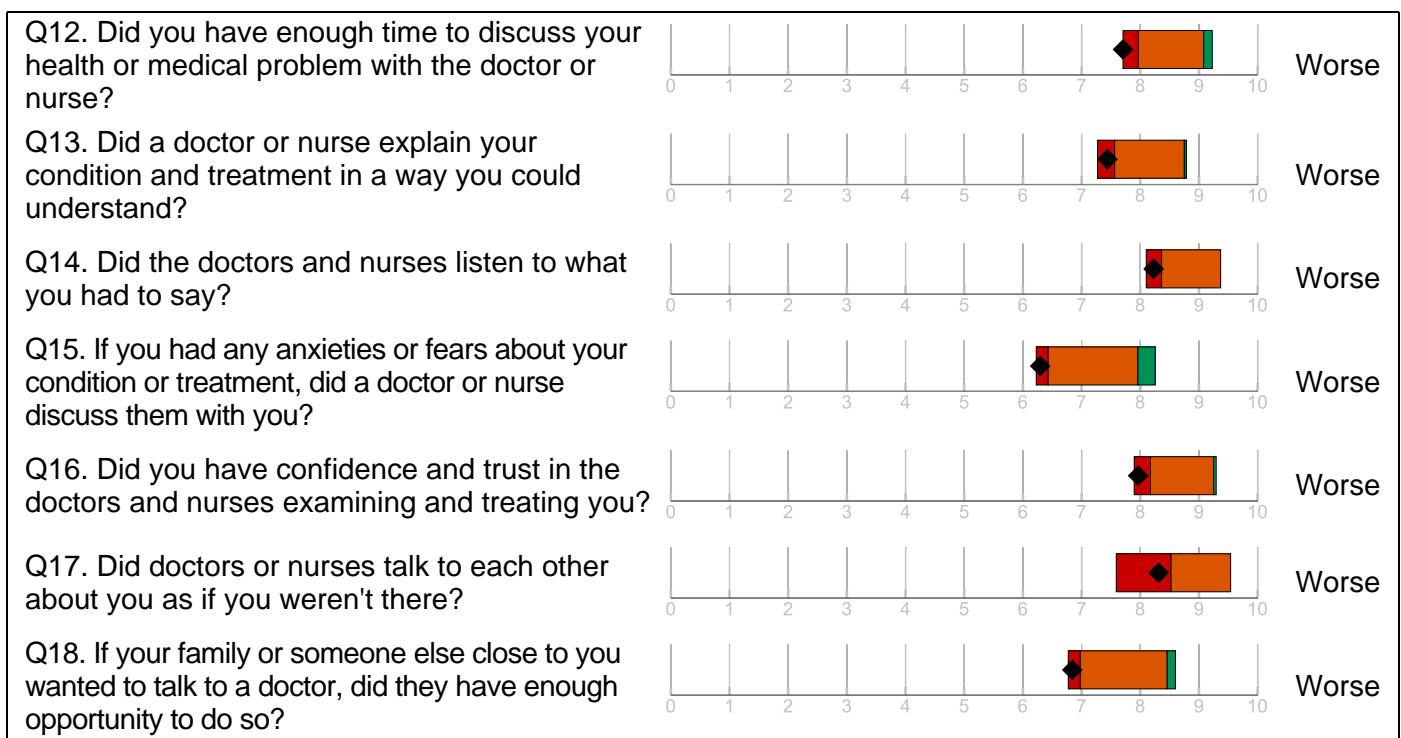 Q12. Did you have enough time to discuss your
health or medical problem with the doctor or
nurse?
0 1 2 3 4 5 6 7 8 9 10
Worse
Q13. Did a doctor or nurse explain your
condition and treatment in a way you could
understand?
0 1 2 3 4 5 6 7 8 9 10
Worse
Q14. Did the doctors and nurses listen to what
you had to say?
0 1 2 3 4 5 6 7 8 9 10
Worse
Q15. If you had any anxieties or fears about your
condition or treatment, did a doctor or nurse
discuss them with you?
0 1 2 3 4 5 6 7 8 9 10
Worse
Q16. Did you have confidence and trust in the
doctors and nurses examining and treating you?
0 1 2 3 4 5 6 7 8 9 10
Worse
Q17. Did doctors or nurses talk to each other
about you as if you weren't there?
0 1 2 3 4 5 6 7 8 9 10
Worse
Q18. If your family or someone else close to you
wanted to talk to a doctor, did they have enough
opportunity to do so?
0 1 2 3 4 5 6 7 8 9 10
Worse